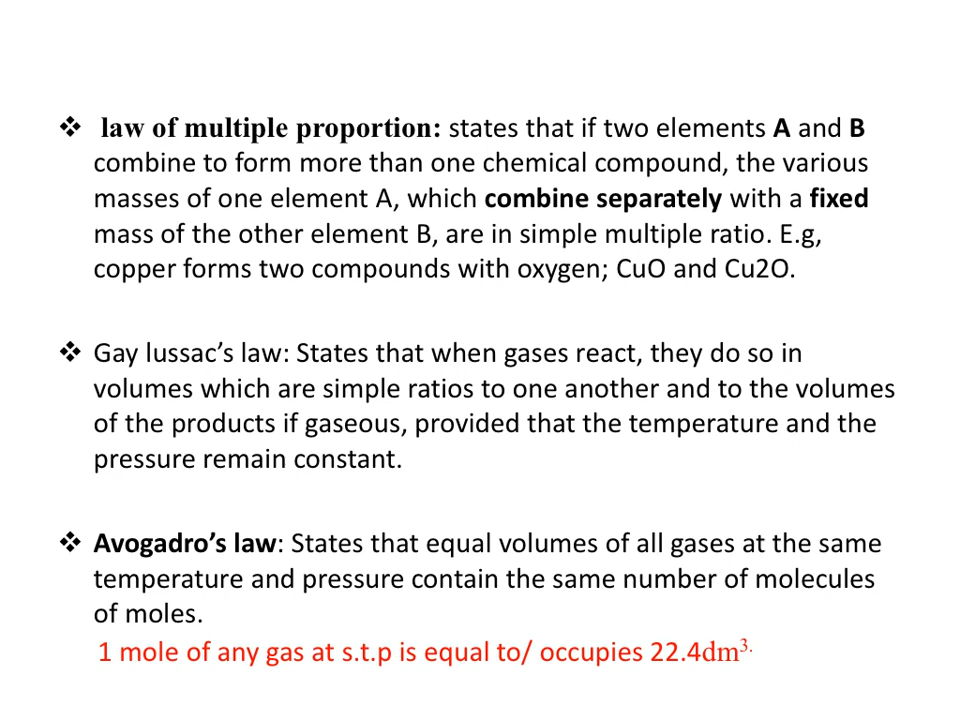 ❖ law of multiple proportion: states that if two elements A and B
combine to form more than one chemical compound, the various
masses of one element A, which combine separately with a fixed
mass of the other element B, are in simple multiple ratio. E.g,
copper forms two compounds with oxygen; CuO and Cu2O.
❖ Gay lussac’s law: States that when gases react, they do so in
volumes which are simple ratios to one another and to the volumes
of the products if gaseous, provided that the temperature and the
pressure remain constant.
❖ Avogadro’s law: States that equal volumes of all gases at the same
temperature and pressure contain the same number of molecules
of moles.
1 mole of any gas at s.t.p is equal to/ occupies 22.4dm³.